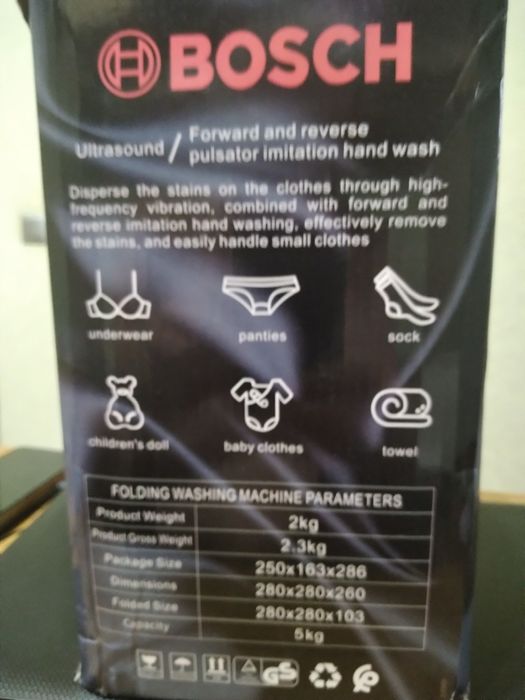 BOSCH
Ultrasound / Forward and reverse
pulsator imitation hand wash
Disperse the stains on the clothes through high-
frequency vibration, combined with forward and
reverse imitation hand washing, effectively remove
the stains, and easily handle small clothes
underwear panties sock
children's doll baby clothes towel
FOLDING WASHING MACHINE PARAMETERS
Product Weight 2kg
Product Gross Weight 2.3kg
Package Size 250x163x286
Dimensions 280x280x260
Folded Size 280x280x103
Capacity 5kg
GS